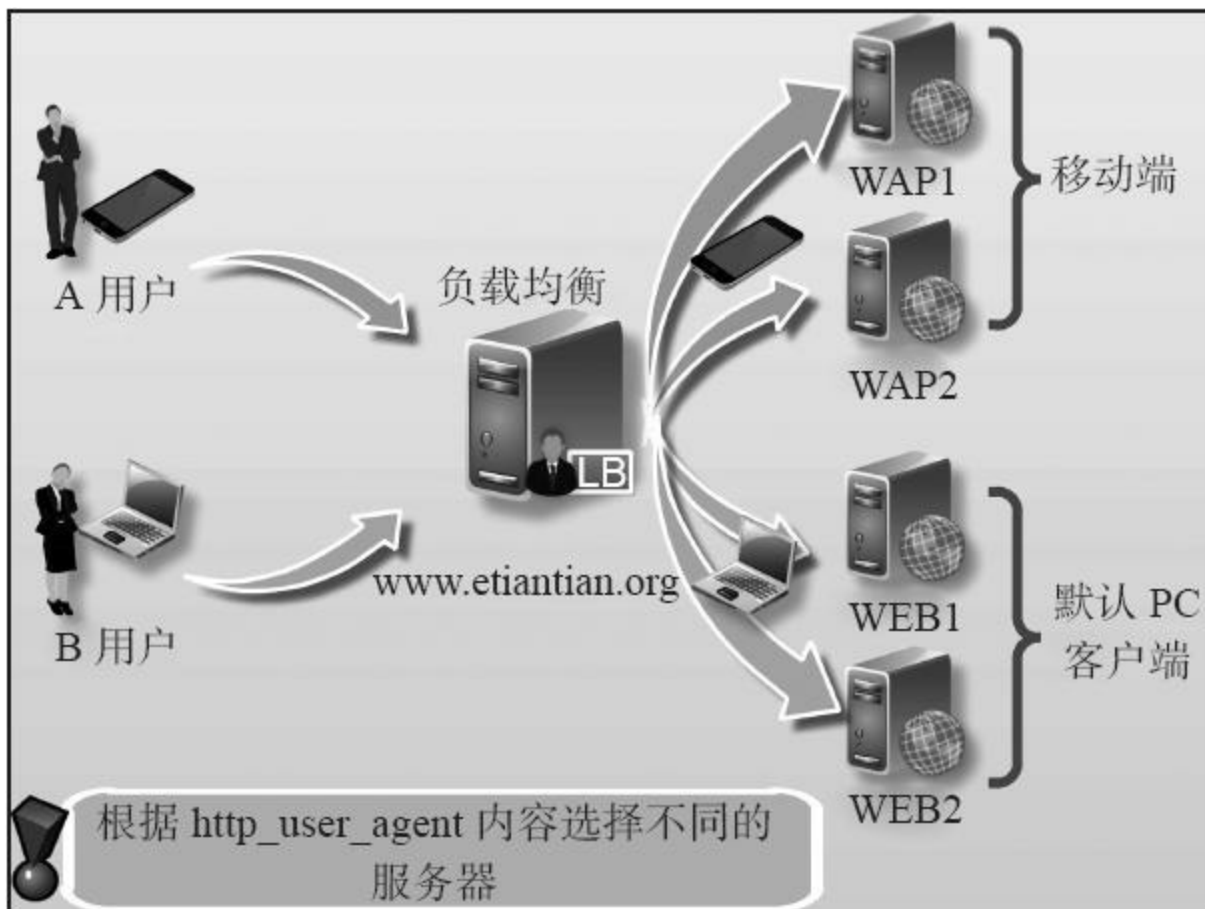 WAP1
移动端
A 用户
负载均衡
WAP2
LB
www.etiantian.org
WEB1
默认 PC
客户端
B 用户
WEB2
根据 http_user_agent 内容选择不同的
服务器